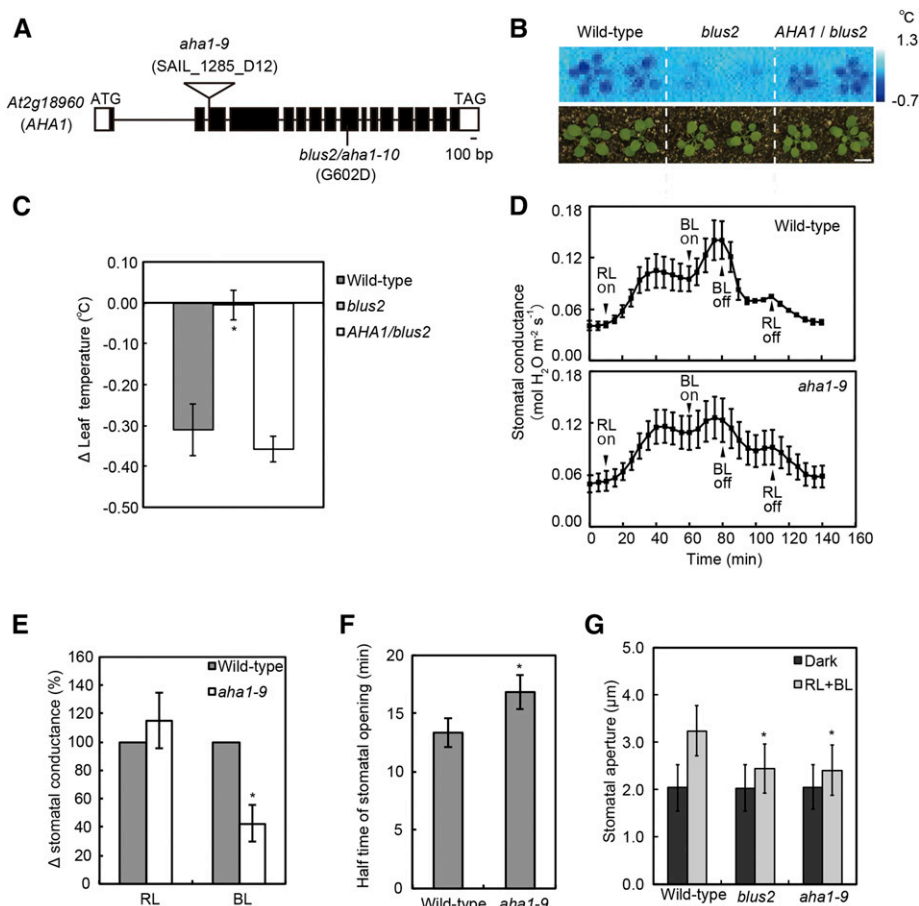 A
aha1-9
(SAIL_1285_D12)
At2g18960
(AHA1)
ATG
TAG
blus2/aha1-10
(G602D)
100 bp
B
Wild-type
blus2
AHA1 / blus2
°C
1.3
-0.7
C
Δ Leaf temperature (°C)
0.10
0.00
-0.10
-0.20
-0.30
-0.40
-0.50
*
Wild-type
blus2
AHA1/blus2
D
Stomatal conductance
(mol H₂O m⁻² s⁻¹)
0.18
0.12
0.06
0.00
RL
on
BL
on
BL
off
RL
off
Wild-type
0.18
0.12
0.06
0.00
RL
on
BL
on
BL
off
RL
off
aha1-9
0 20 40 60 80 100 120 140 160
Time (min)
E
Δ stomatal conductance (%)
160
140
120
100
80
60
40
20
0
Wild-type
aha1-9
*
RL BL
F
Half time of stomatal opening (min)
20
15
10
5
0
*
Wild-type aha1-9
G
Stomatal aperture (μm)
5.0
4.0
3.0
2.0
1.0
0.0
Dark
RL+BL
* *
Wild-type blus2 aha1-9